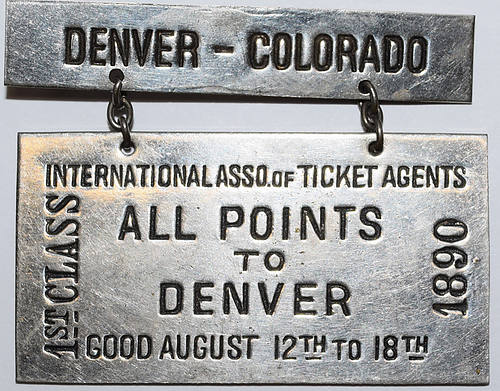 DENVER - COLORADO
INTERNATIONAL ASSO. OF TICKET AGENTS
1ST CLASS
ALL POINTS
TO
DENVER
1890
GOOD AUGUST 12TH TO 18TH